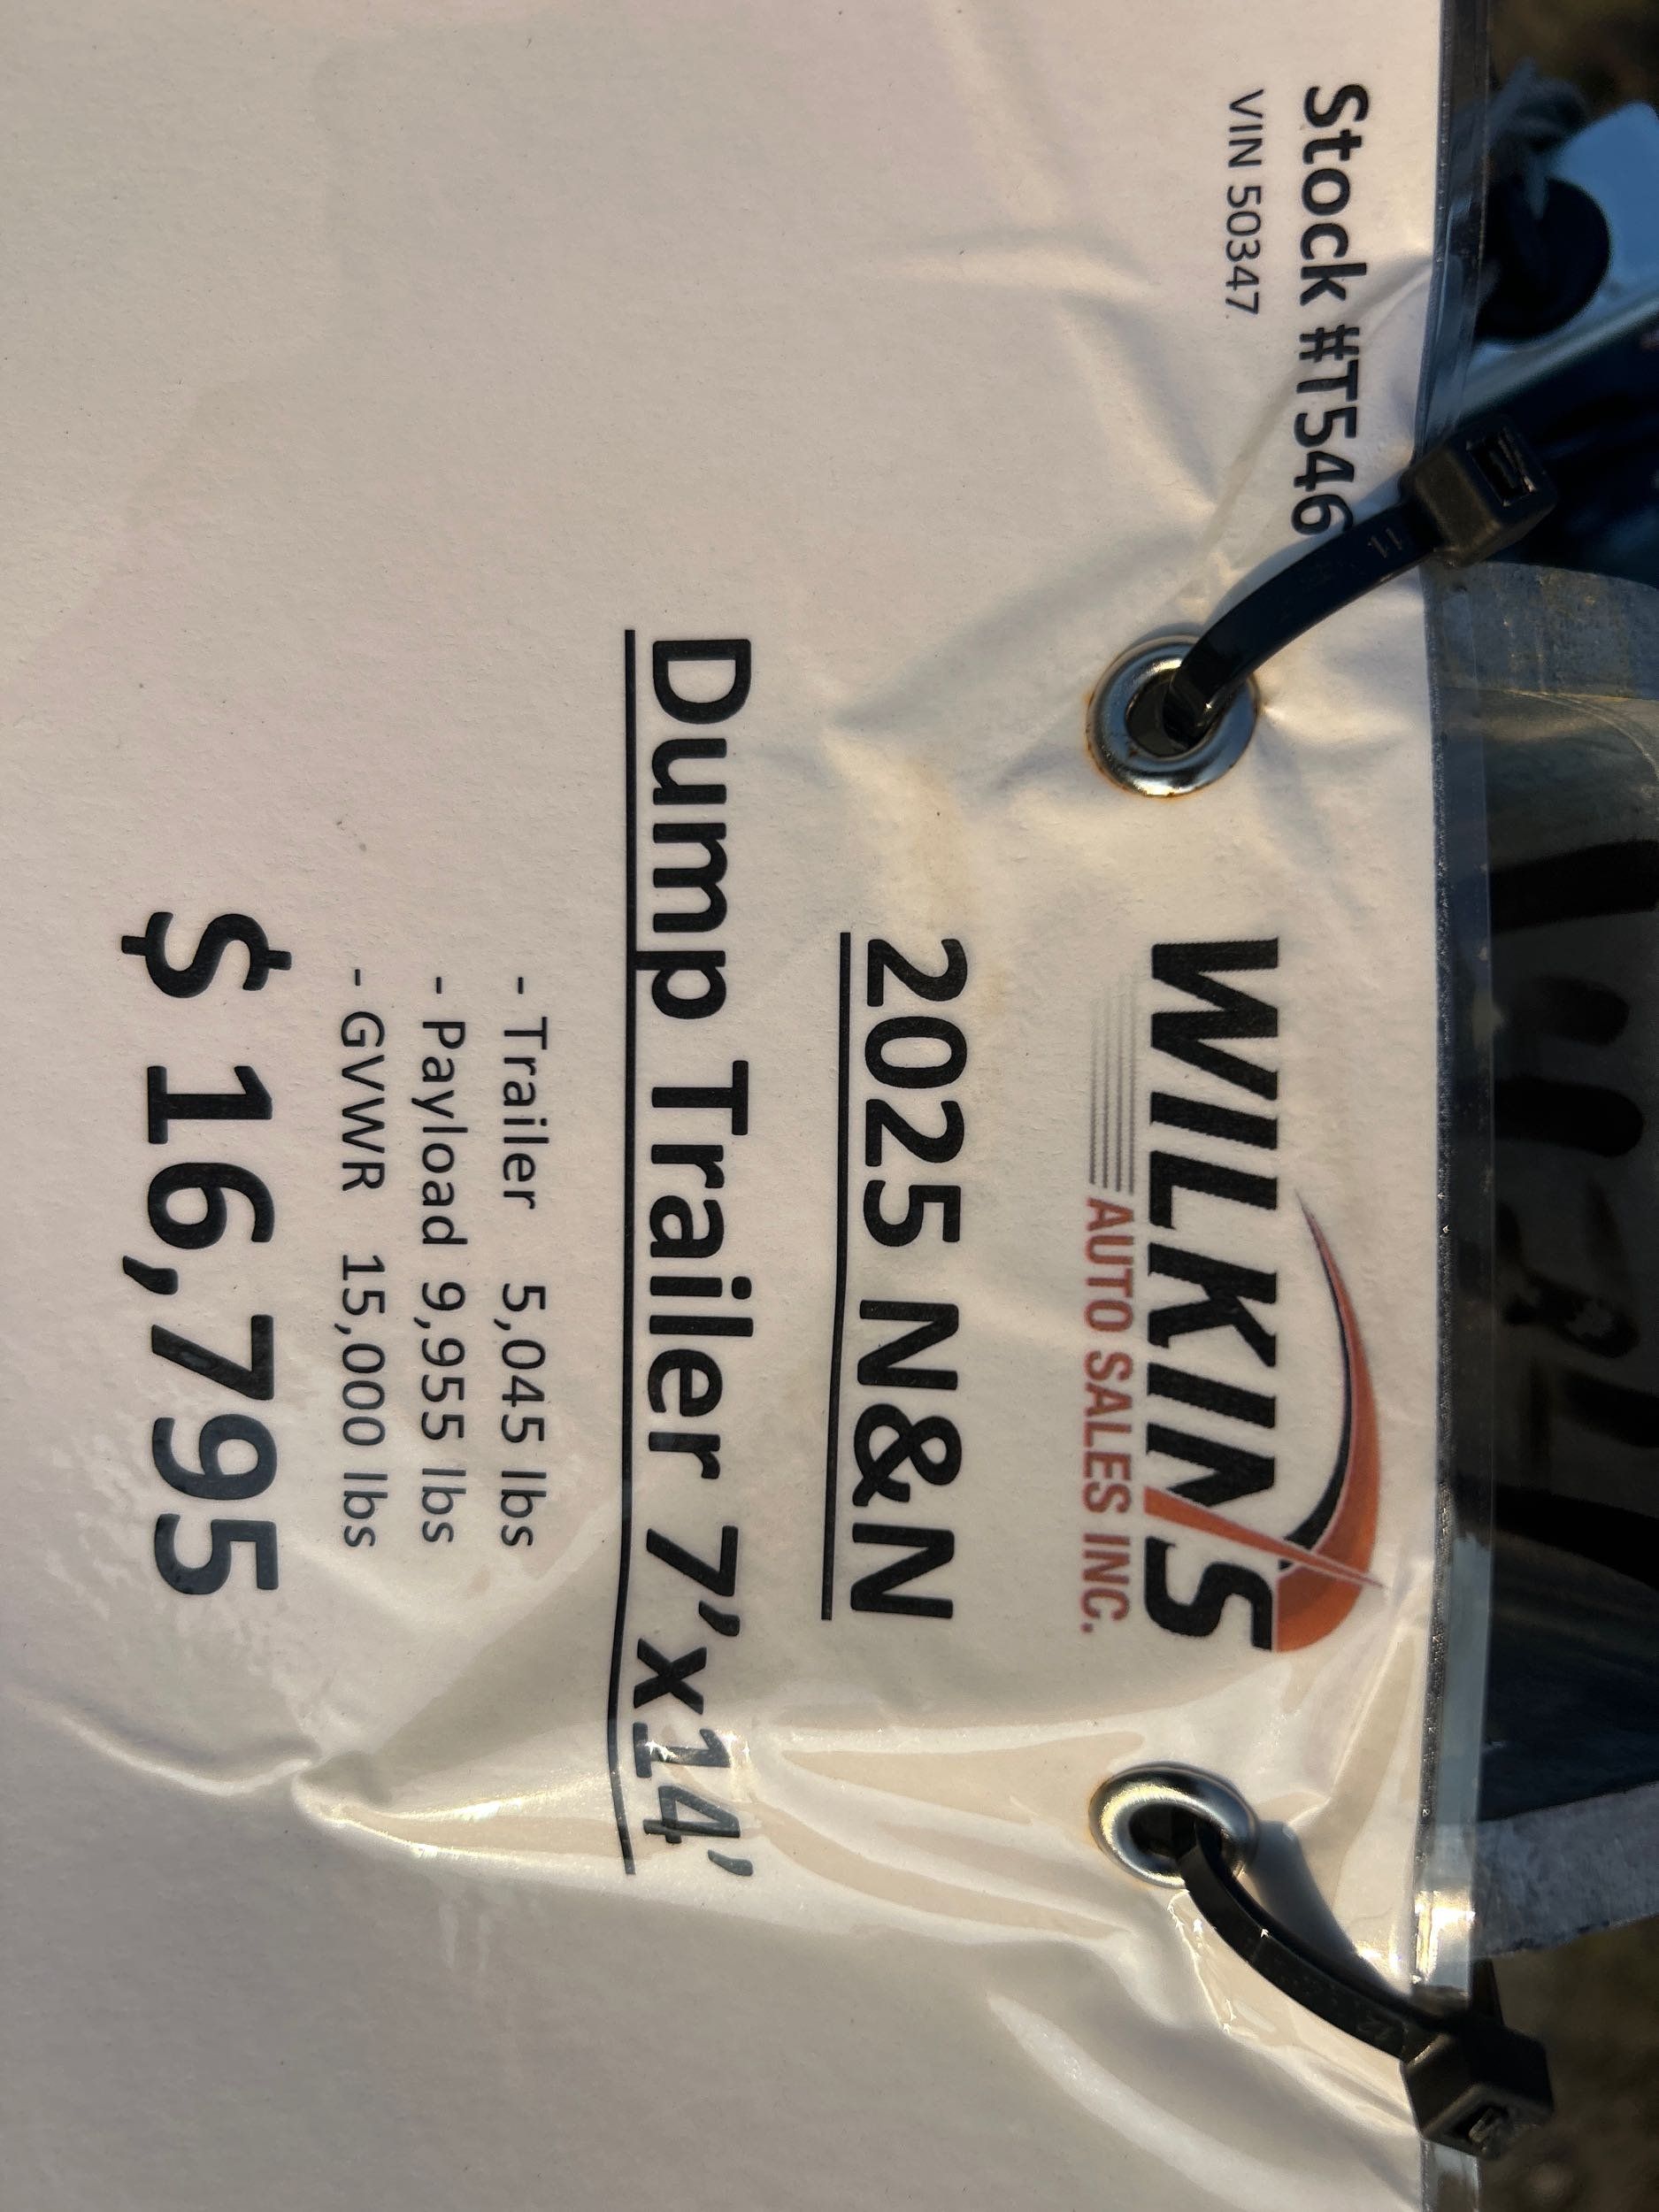 Stock #T546
VIN 50347
WILKINS
AUTO SALES INC.
2025 N&N
Dump Trailer 7'x14'
- Trailer 5,045 lbs
- Payload 9,955 lbs
- GVWR 15,000 lbs
$ 16,795